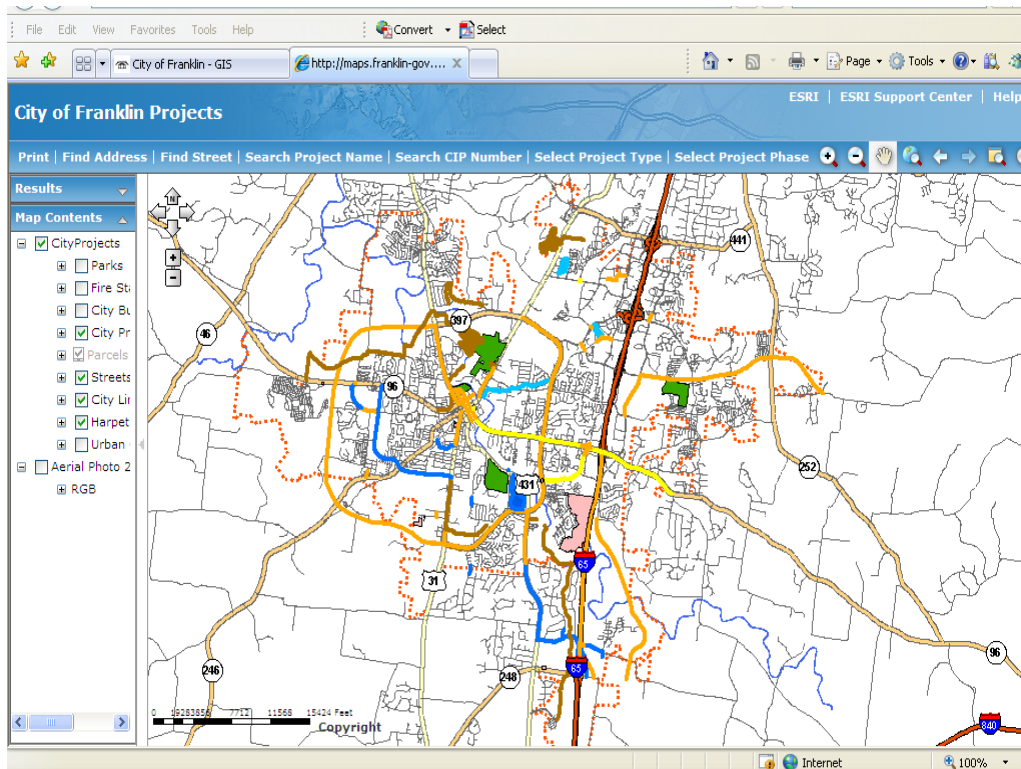 File Edit View Favorites Tools Help Convert Select
City of Franklin - GIS http://maps.franklin-gov.... X Page Tools
City of Franklin Projects
ESRI | ESRI Support Center | Help
Print | Find Address | Find Street | Search Project Name | Search CIP Number | Select Project Type | Select Project Phase
Results
Map Contents
CityProjects
Parks
Fire Sta
City Bu
City Pr
Parcels
Streets
City Lir
Harpet
Urban
Aerial Photo 2
RGB
N
441
397
46
96
252
431
31
65
96
246
248
65
840
0 19283856 7712 11568 15424 Feet
Copyright
Internet 100%